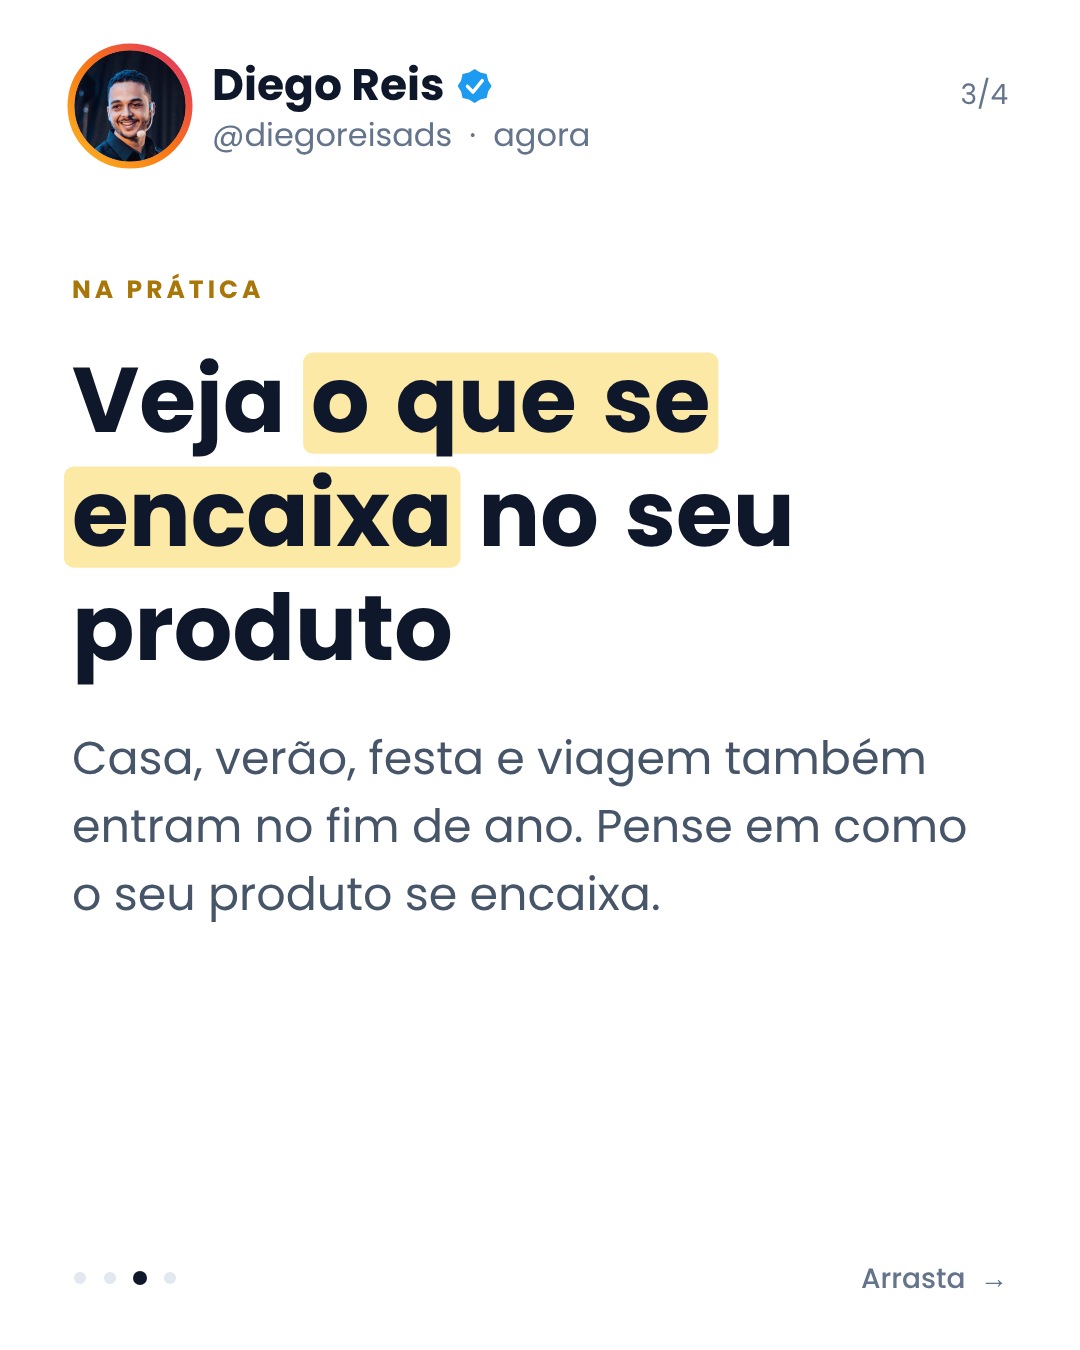 Diego Reis
3/4
@diegoreisads · agora
NA PRÁTICA
Veja o que se
encaixa no seu
produto
Casa, verão, festa e viagem também
entram no fim de ano. Pense em como
o seu produto se encaixa.
Arrasta →